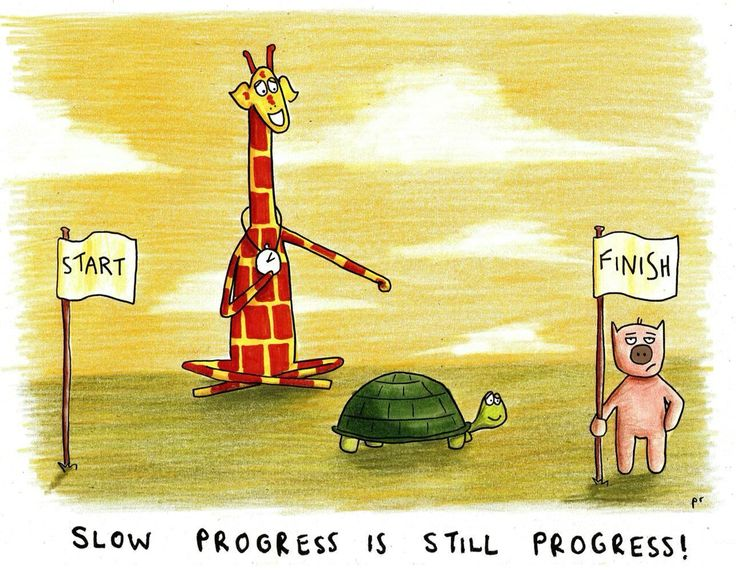 START
FINISH
pr
SLOW PROGRESS IS STILL PROGRESS!